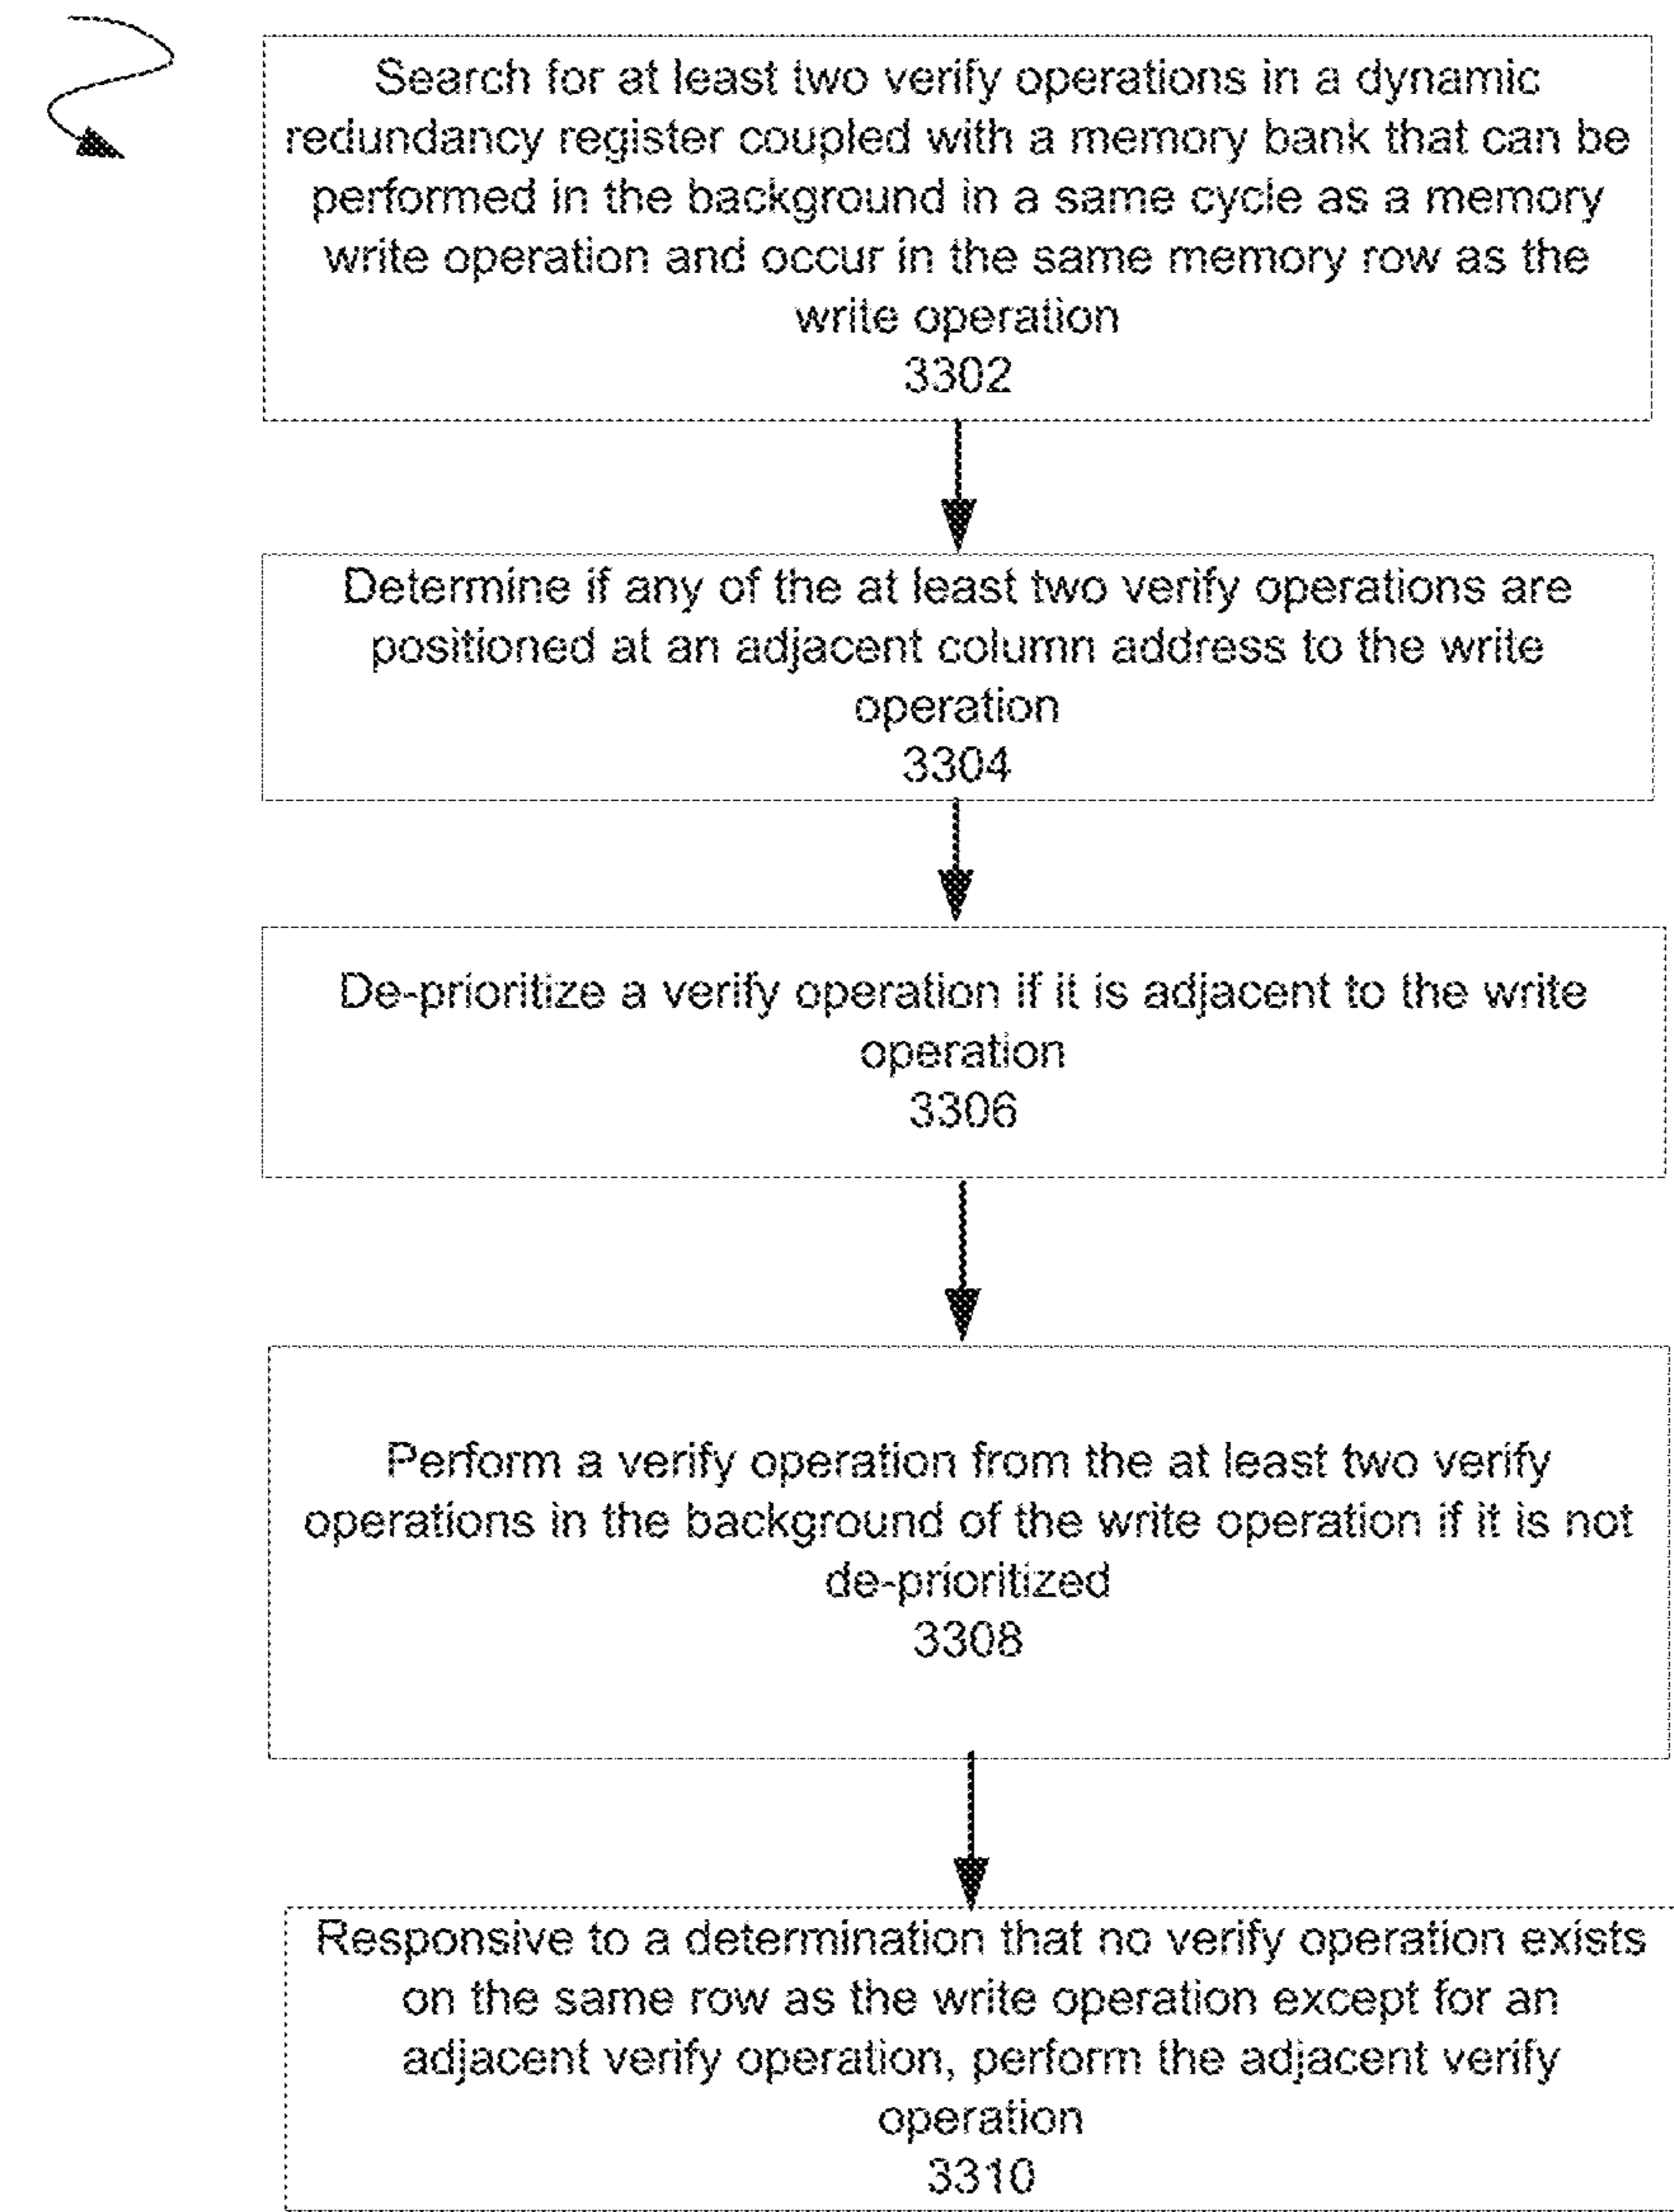 Search for at least two verify operations in a dynamic
redundancy register coupled with a memory bank that can be
performed in the background in a same cycle as a memory
write operation and occur in the same memory row as the
write operation
3302
Determine if any of the at least two verify operations are
positioned at an adjacent column address to the write
operation
3304
De-prioritize a verify operation if it is adjacent to the write
operation
3306
Perform a verify operation from the at least two verify
operations in the background of the write operation if it is not
de-prioritized
3308
Responsive to a determination that no verify operation exists
on the same row as the write operation except for an
adjacent verify operation, perform the adjacent verify
operation
3310